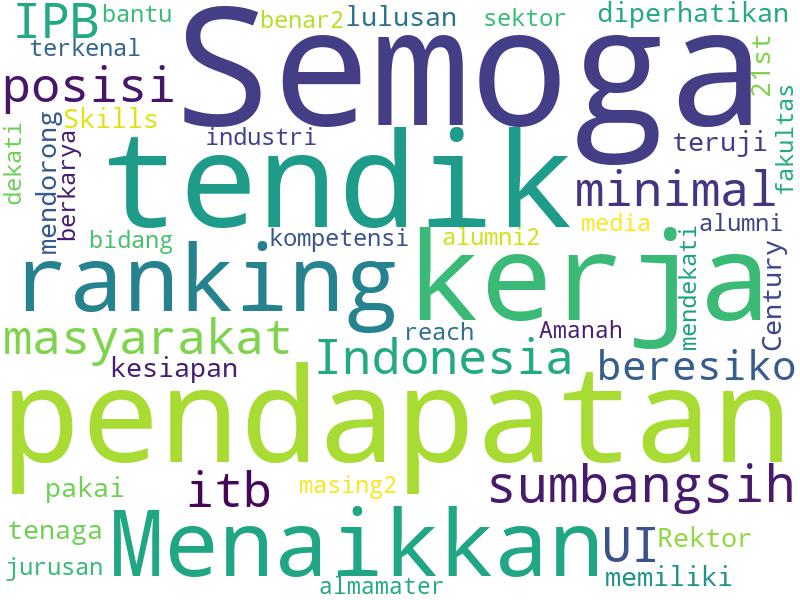 IPB
bantu
Semoga
benar2
lulusan
sektor
diperhatikan
terkenal
posisi
21st
Skills
industri
teruji
fakultas
dekati
mendorong
berkarya
tendik
minimal
bidang
kompetensi
alumni2
media
alumni
ranking
kerja
mendekati
Century
masyarakat
reach
Amanah
kesiapan
Indonesia
beresiko
pendapatan
pakai
itb
masing2
sumbangsih
tenaga
Menaikkan
UI
Rektor
jurusan
almamater
memiliki